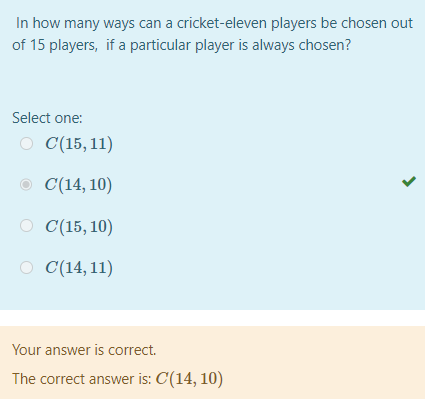 In how many ways can a cricket-eleven players be chosen out
of 15 players, if a particular player is always chosen?
Select one:
C(15, 11)
C(14, 10)
C(15, 10)
C(14, 11)
Your answer is correct.
The correct answer is: C(14, 10)